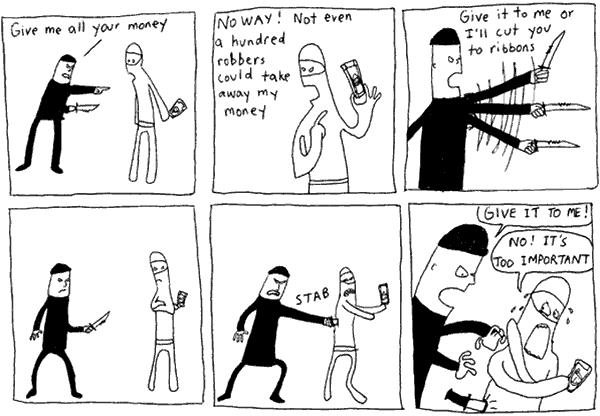 Give me all your money
NO WAY! Not even
a hundred
robbers
could take
away my
money
Give it to me or
I'll cut you
to ribbons
STAB
GIVE IT TO ME!
NO! IT'S
TOO IMPORTANT